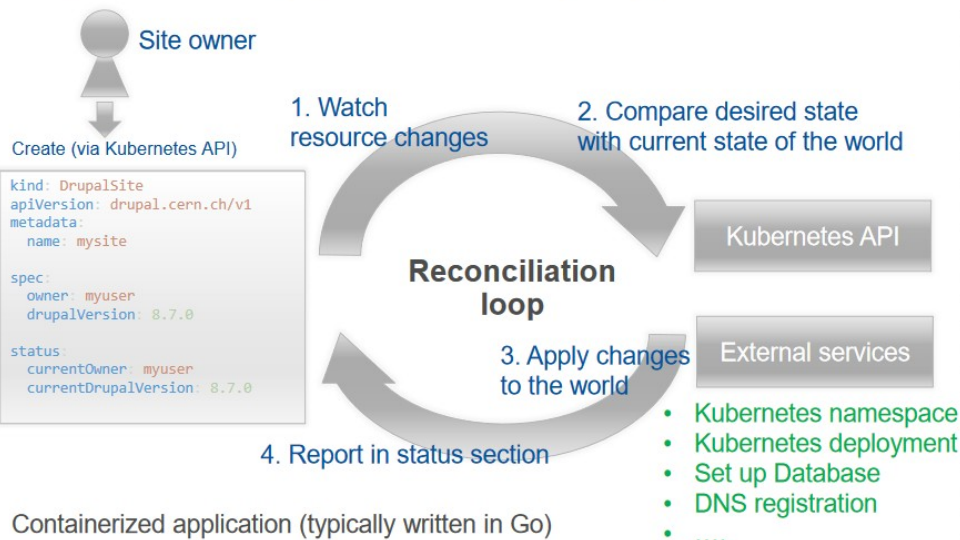 Site owner
Create (via Kubernetes API)
kind: DrupalSite
apiVersion: drupal.cern.ch/v1
metadata:
name: mysite
spec:
owner: myuser
drupalVersion: 8.7.0
status:
currentOwner: myuser
currentDrupalVersion: 8.7.0
1. Watch
resource changes
2. Compare desired state
with current state of the world
Kubernetes API
Reconciliation
loop
External services
3. Apply changes
to the world
4. Report in status section
• Kubernetes namespace
• Kubernetes deployment
• Set up Database
• DNS registration
• ....
Containerized application (typically written in Go)